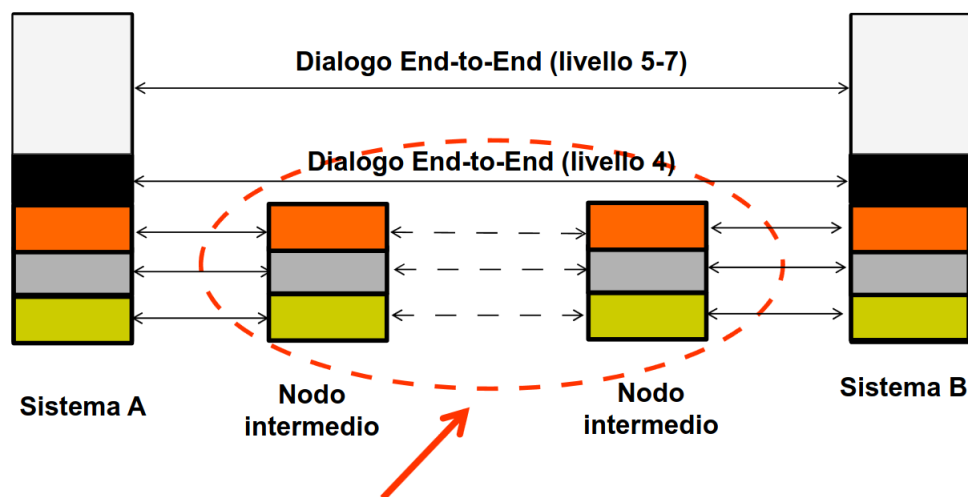 Dialogo End-to-End (livello 5-7)
Dialogo End-to-End (livello 4)
Sistema A
Nodo
intermedio
Nodo
intermedio
Sistema B